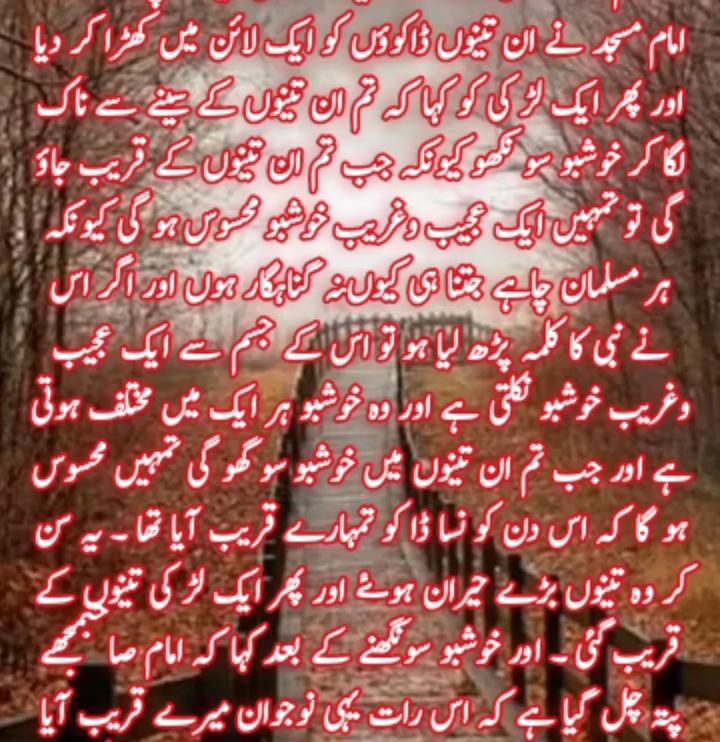 امام مسجد نے ان تینوں ڈاکوؤں کو ایک لائن میں کھڑا کر دیا
اور پھر ایک لڑکی کو کہا کہ تم ان تینوں کے سینے سے ناک
لگا کر خوشبو سونگھو کیونکہ جب تم ان تینوں کے قریب جاؤ
گی تو تمہیں ایک عجیب وغریب خوشبو محسوس ہو گی کیونکہ
ہر مسلمان چاہے جتنا ہی کیوں نہ گناہگار ہوں اور اگر اس
نے نبی کا کلمہ پڑھ لیا ہو تو اس کے جسم سے ایک عجیب
وغریب خوشبو نکلتی ہے اور وہ خوشبو ہر ایک میں مختلف ہوتی
ہے اور جب تم ان تینوں میں خوشبو سوگھو گی تمہیں محسوس
ہو گا کہ اس دن کونسا ڈاکو تمہارے قریب آیا تھا ۔ یہ سن
کر وہ تینوں بڑے حیران ہوئے اور پھر ایک لڑکی تینوں کے
قریب گئی ۔ اور خوشبو سونگھنے کے بعد کہا کہ امام صا مجھے
پتہ چل گیا ہے کہ اس رات یہی نوجوان میرے قریب آیا